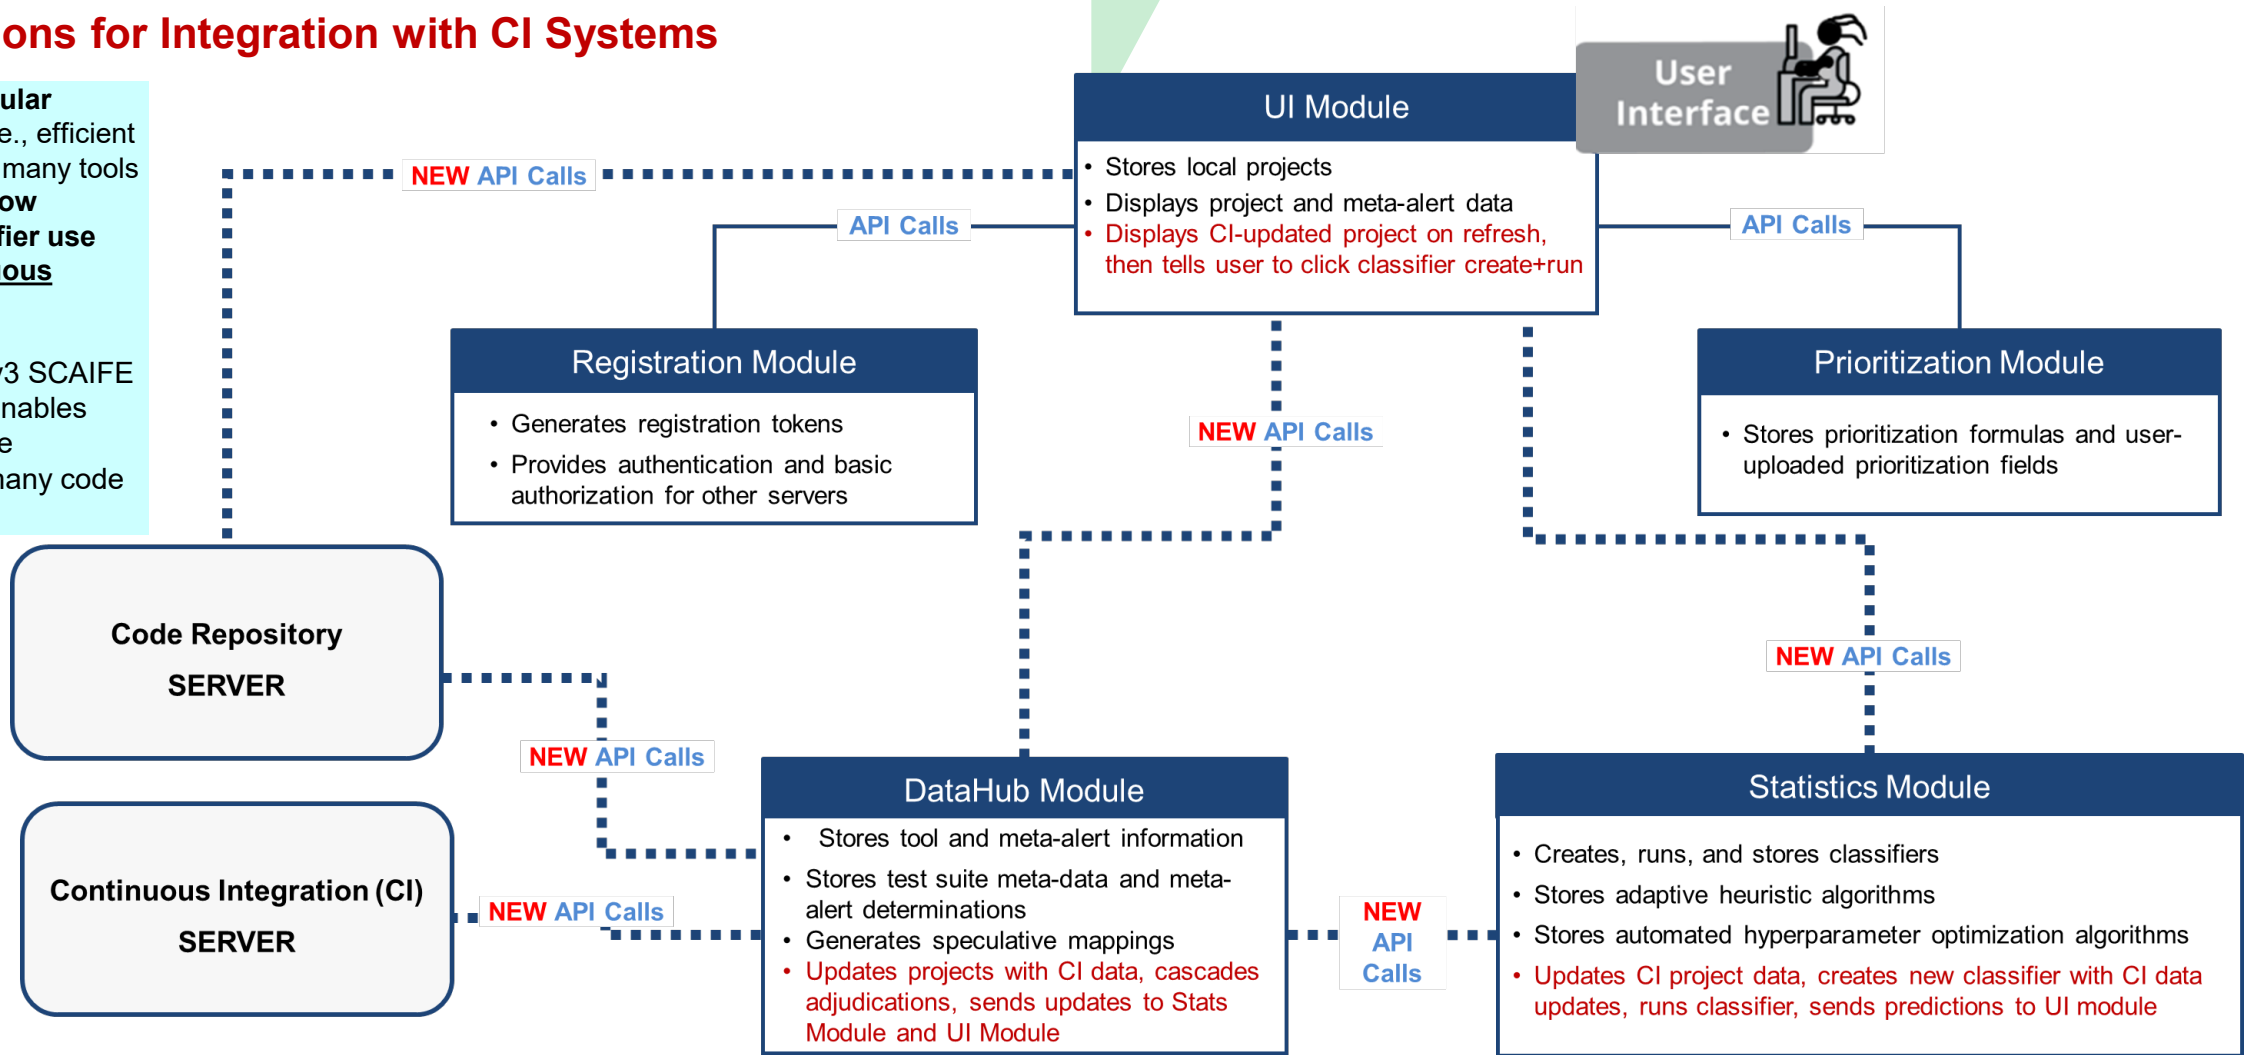 ons for Integration with CI Systems
ular
e., efficient
many tools
ow
fier use
uous
v3 SCAIFE
nables
e
many code
User
Interface
UI Module
• Stores local projects
• Displays project and meta-alert data
• Displays CI-updated project on refresh,
then tells user to click classifier create+run
NEW API Calls
API Calls
API Calls
Registration Module
• Generates registration tokens
• Provides authentication and basic
authorization for other servers
NEW API Calls
Prioritization Module
• Stores prioritization formulas and user-
uploaded prioritization fields
Code Repository
SERVER
NEW API Calls
NEW API Calls
Continuous Integration (CI)
SERVER
NEW API Calls
DataHub Module
• Stores tool and meta-alert information
• Stores test suite meta-data and meta-
alert determinations
• Generates speculative mappings
• Updates projects with CI data, cascades
adjudications, sends updates to Stats
Module and UI Module
NEW
API
Calls
Statistics Module
• Creates, runs, and stores classifiers
• Stores adaptive heuristic algorithms
• Stores automated hyperparameter optimization algorithms
• Updates CI project data, creates new classifier with CI data
updates, runs classifier, sends predictions to UI module